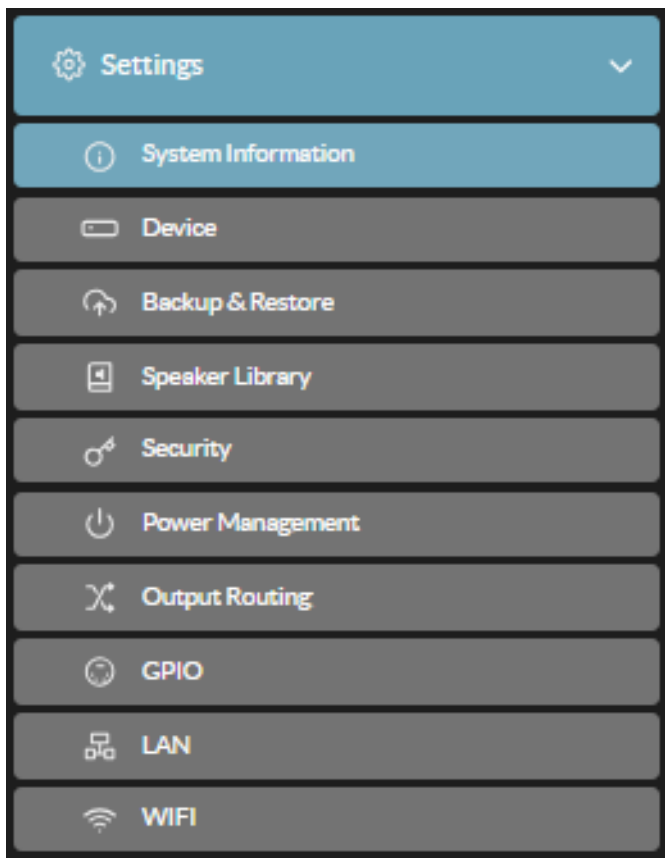 Settings
System Information
Device
Backup & Restore
Speaker Library
Security
Power Management
Output Routing
GPIO
LAN
WIFI